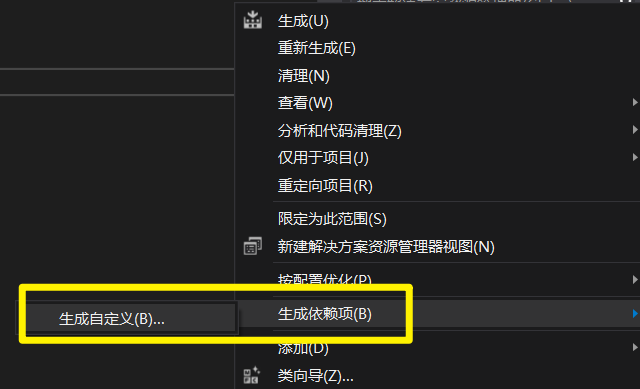 生成(U)
重新生成(E)
清理(N)
查看(W)
分析和代码清理(Z)
仅用于项目(J)
重定向项目(R)
限定为此范围(S)
新建解决方案资源管理器视图(N)
按配置优化(P)
生成依赖项(B)
生成自定义(B)...
添加(D)
类向导(Z)...